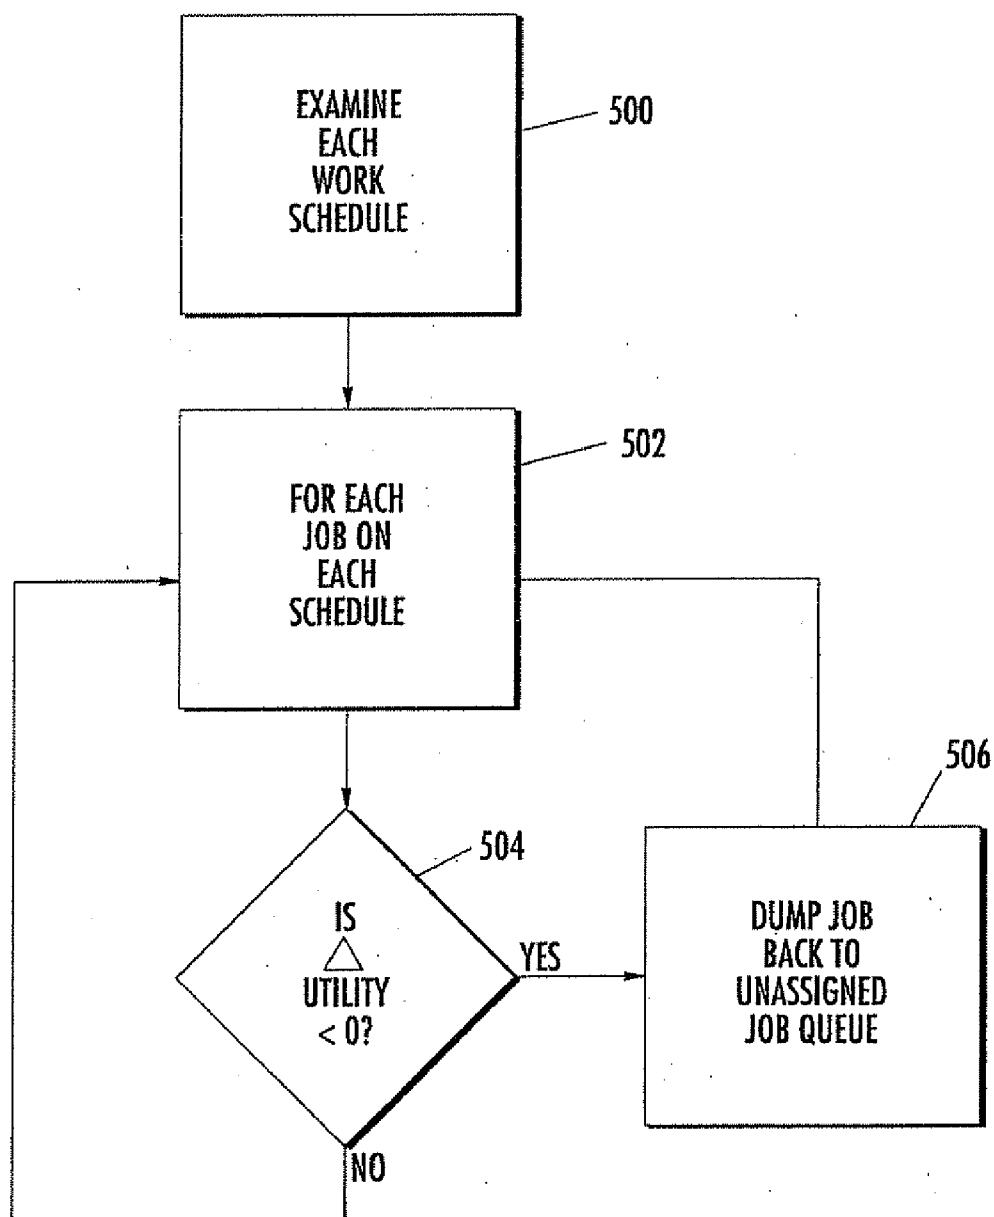 EXAMINE
EACH
WORK
SCHEDULE
500
FOR EACH
JOB ON
EACH
SCHEDULE
502
IS
△
UTILITY
< 0?
504
YES
NO
DUMP JOB
BACK TO
UNASSIGNED
JOB QUEUE
506